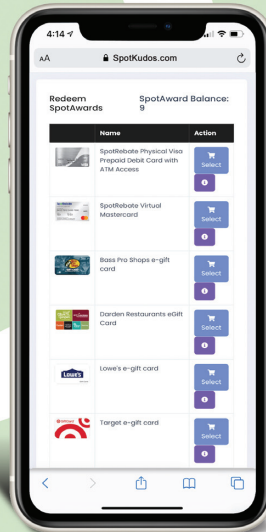 4:14
AA SpotKudos.com
Redeem SpotAward Balance:
SpotAwards 9
Name Action
SpotRebate Physical Visa
Prepaid Debit Card with
ATM Access
Select
SpotRebate Virtual
Mastercard
Select
Bass Pro Shops e-gift
card
Select
Darden Restaurants eGift
Card
Select
LOWE'S
Lowe's e-gift card
Select
Target e-gift card
Select